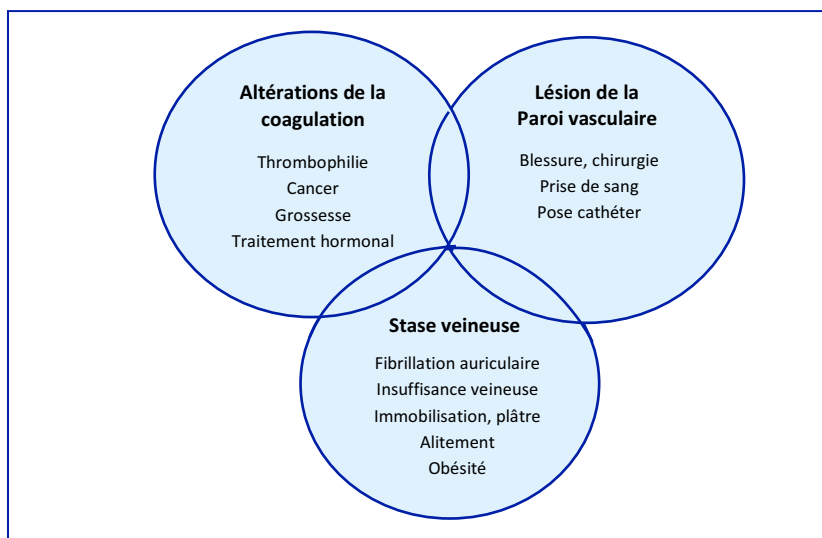 Altérations de la
coagulation
Thrombophilie
Cancer
Grossesse
Traitement hormonal
Lésion de la
Paroi vasculaire
Blessure, chirurgie
Prise de sang
Pose cathéter
Stase veineuse
Fibrillation auriculaire
Insuffisance veineuse
Immobilisation, plâtre
Alitement
Obésité